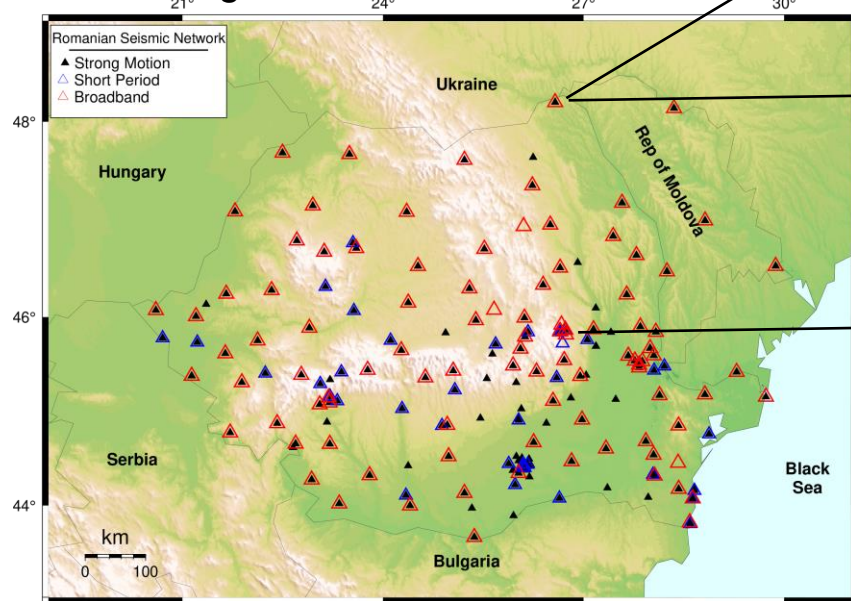 21° 24° 27° 30°
Romanian Seismic Network
Strong Motion
Short Period
Broadband
Ukraine
48°
Hungary
Rep of Moldova
46°
Serbia
Black
Sea
44°
km
Bulgaria
0 100